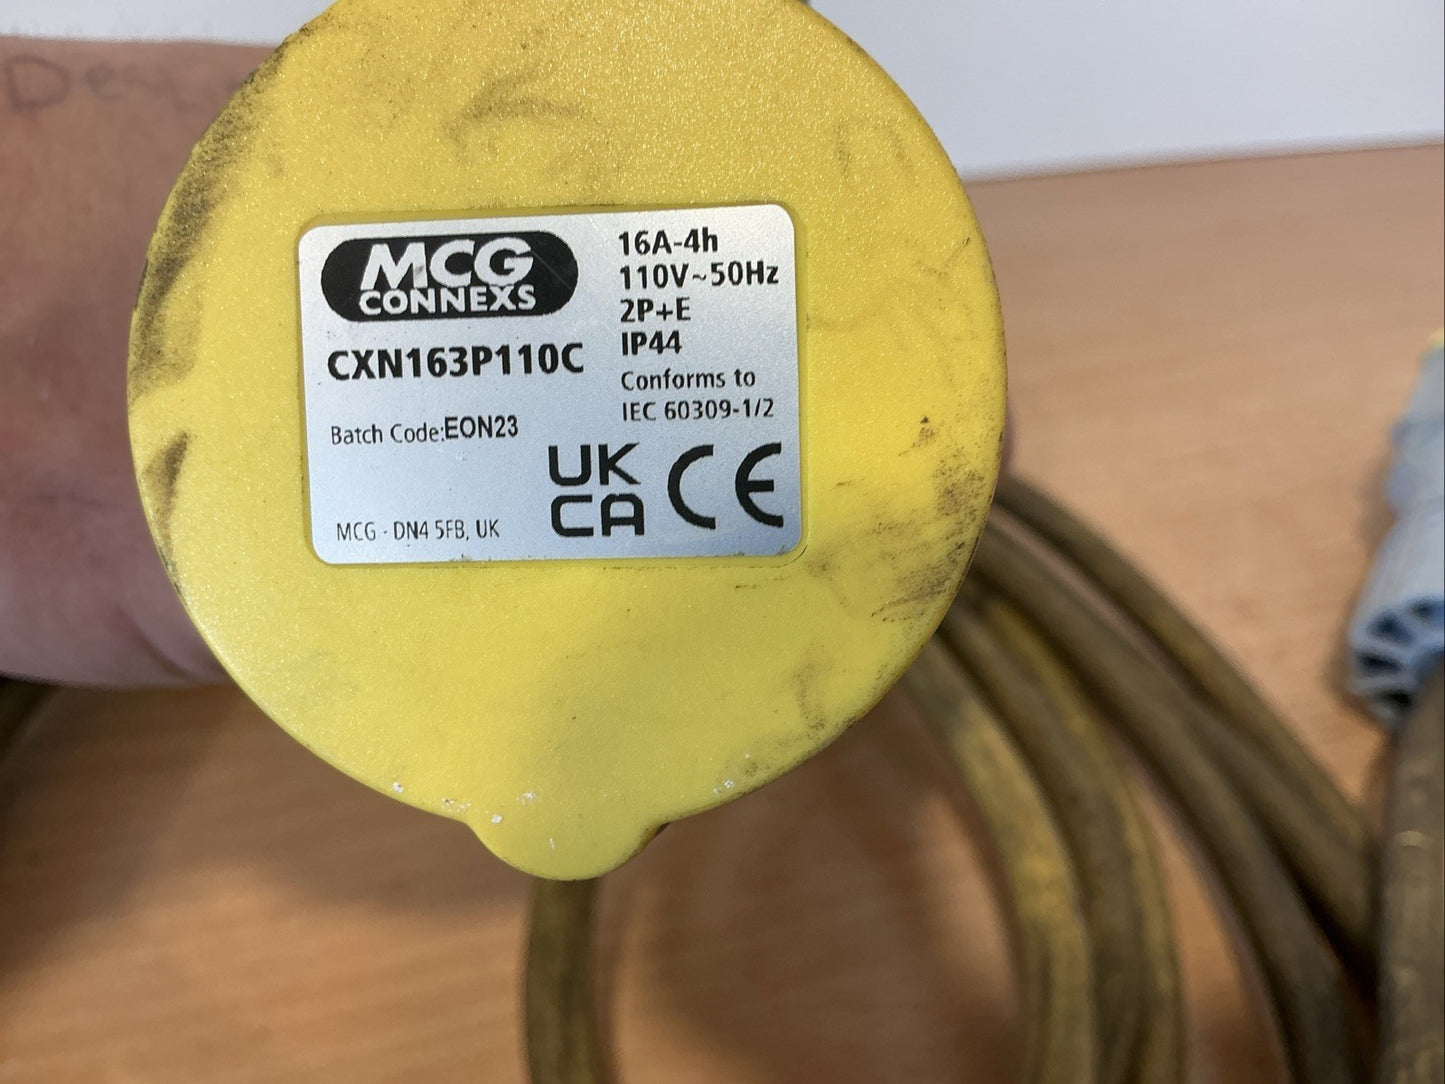 MCG
CONNEXS
CXN163P110C
Batch Code:EON23
MCG - DN4 5FB, UK
16A-4h
110V~50Hz
2P+E
IP44
Conforms to
IEC 60309-1/2
UK
CA
CE